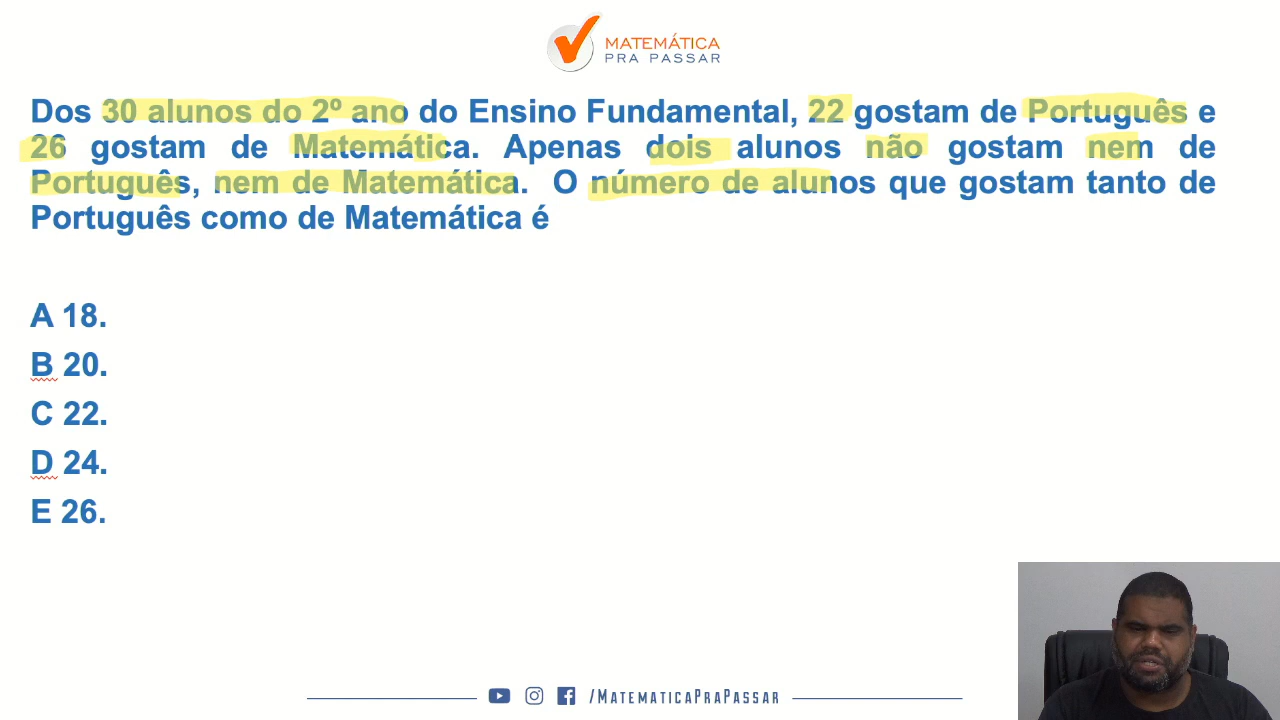 MATEMÁTICA
PRA PASSAR
Dos 30 alunos do 2º ano do Ensino Fundamental, 22 gostam de Português e
26 gostam de Matemática. Apenas dois alunos não gostam nem de
Português, nem de Matemática. O número de alunos que gostam tanto de
Português como de Matemática é
A 18.
B 20.
C 22.
D 24.
E 26.
/MATEMATICAPRAPASSAR